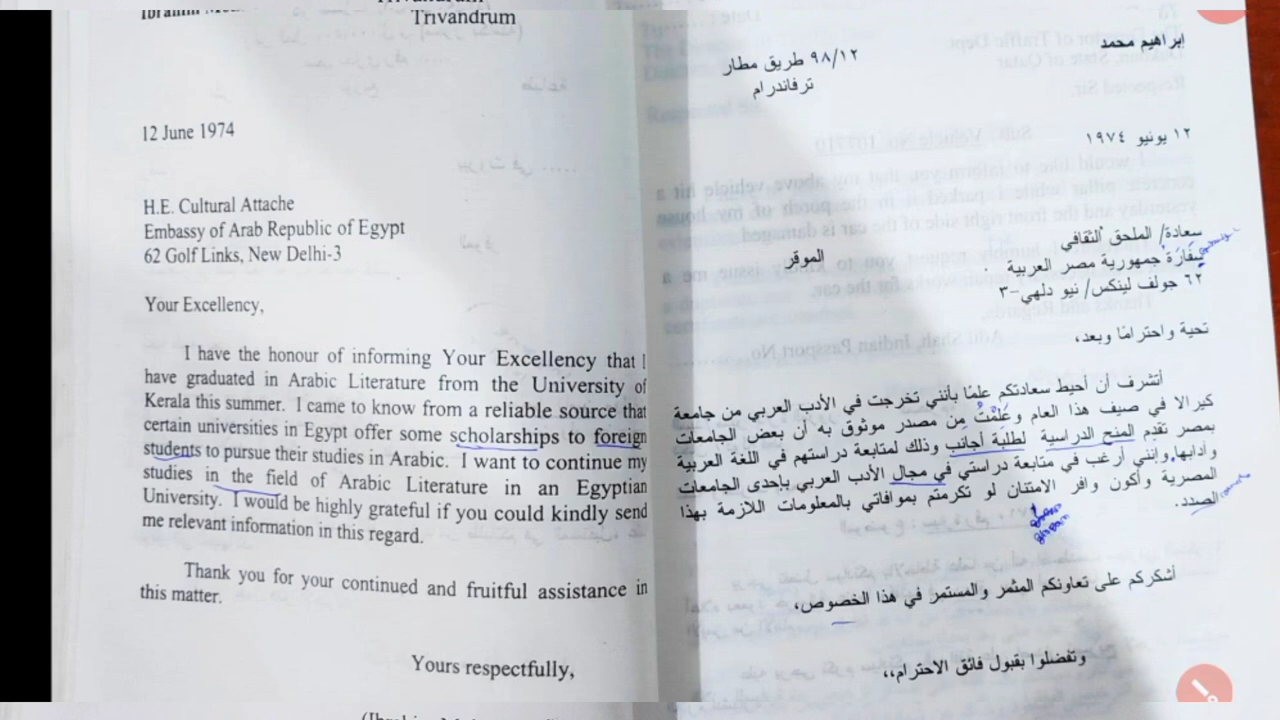 Trivandrum
12 June 1974
H.E. Cultural Attache
Embassy of Arab Republic of Egypt
62 Golf Links, New Delhi-3
Your Excellency,
I have the honour of informing Your Excellency that I
have graduated in Arabic Literature from the University of
Kerala this summer. I came to know from a reliable source that
certain universities in Egypt offer some scholarships to foreign
students to pursue their studies in Arabic. I want to continue my
studies in the field of Arabic Literature in an Egyptian
University. I would be highly grateful if you could kindly send
me relevant information in this regard.
Thank you for your continued and fruitful assistance in
this matter.
Yours respectfully,
إبراهيم محمد
٩٨/١٢ طريق مطار
ترفاندرام
١٢ يونيو ١٩٧٤
سعادة/ الملحق الثقافي
سفارة جمهورية مصر العربية
الموقر
٦٢ جولف لينكس/ نيو دلهي-٣
تحية واحترامًا وبعد،
أتشرف أن أحيط سعادتكم علمًا بأنني تخرجت في الأدب العربي من جامعة
كيرالا في صيف هذا العام وعَلِمْتُ مِن مصدر موثوق به أن بعض الجامعات
بمصر تقدم المنح الدراسية لطلبة أجانب وذلك لمتابعة دراستهم في اللغة العربية
وآدابها وإنني أرغب في متابعة دراستي في مجال الأدب العربي بإحدى الجامعات
المصرية وأكون وافر الامتنان لو تكرمتم بموافاتي بالمعلومات اللازمة بهذا
الصدد.
أشكركم على تعاونكم المثمر والمستمر في هذا الخصوص،
وتفضلوا بقبول فائق الاحترام،،